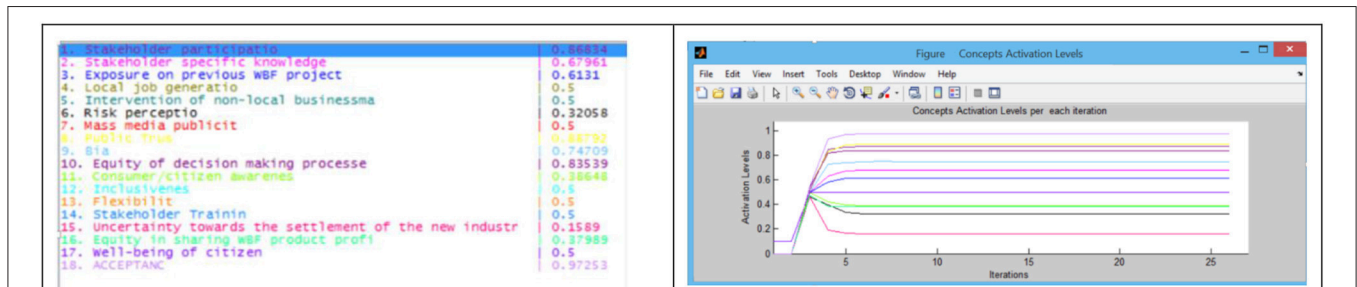 1. Stakeholder participatio | 0.86834
2. Stakeholder specific knowledge | 0.67961
3. Exposure on previous WBF project | 0.6131
4. Local job generatio | 0.5
5. Intervention of non-local businessma | 0.5
6. Risk perceptio | 0.32058
7. Mass media publicit | 0.5
8. Public Trus | 0.88792
9. Bia | 0.74709
10. Equity of decision making processe | 0.83539
11. Consumer/citizen awarenes | 0.38648
12. Inclusivenes | 0.5
13. Flexibilit | 0.5
14. Stakeholder Trainin | 0.5
15. Uncertainty towards the settlement of the new industr | 0.1589
16. Equity in sharing WBF product profi | 0.37989
17. Well-being of citizen | 0.5
18. ACCEPTANC | 0.97253
Figure Concepts Activation Levels
File Edit View Insert Tools Desktop Window Help
Concepts Activation Levels per each iteration
Activation Levels
1
0.8
0.6
0.4
0.2
0
5 10 15 20 25
Iterations